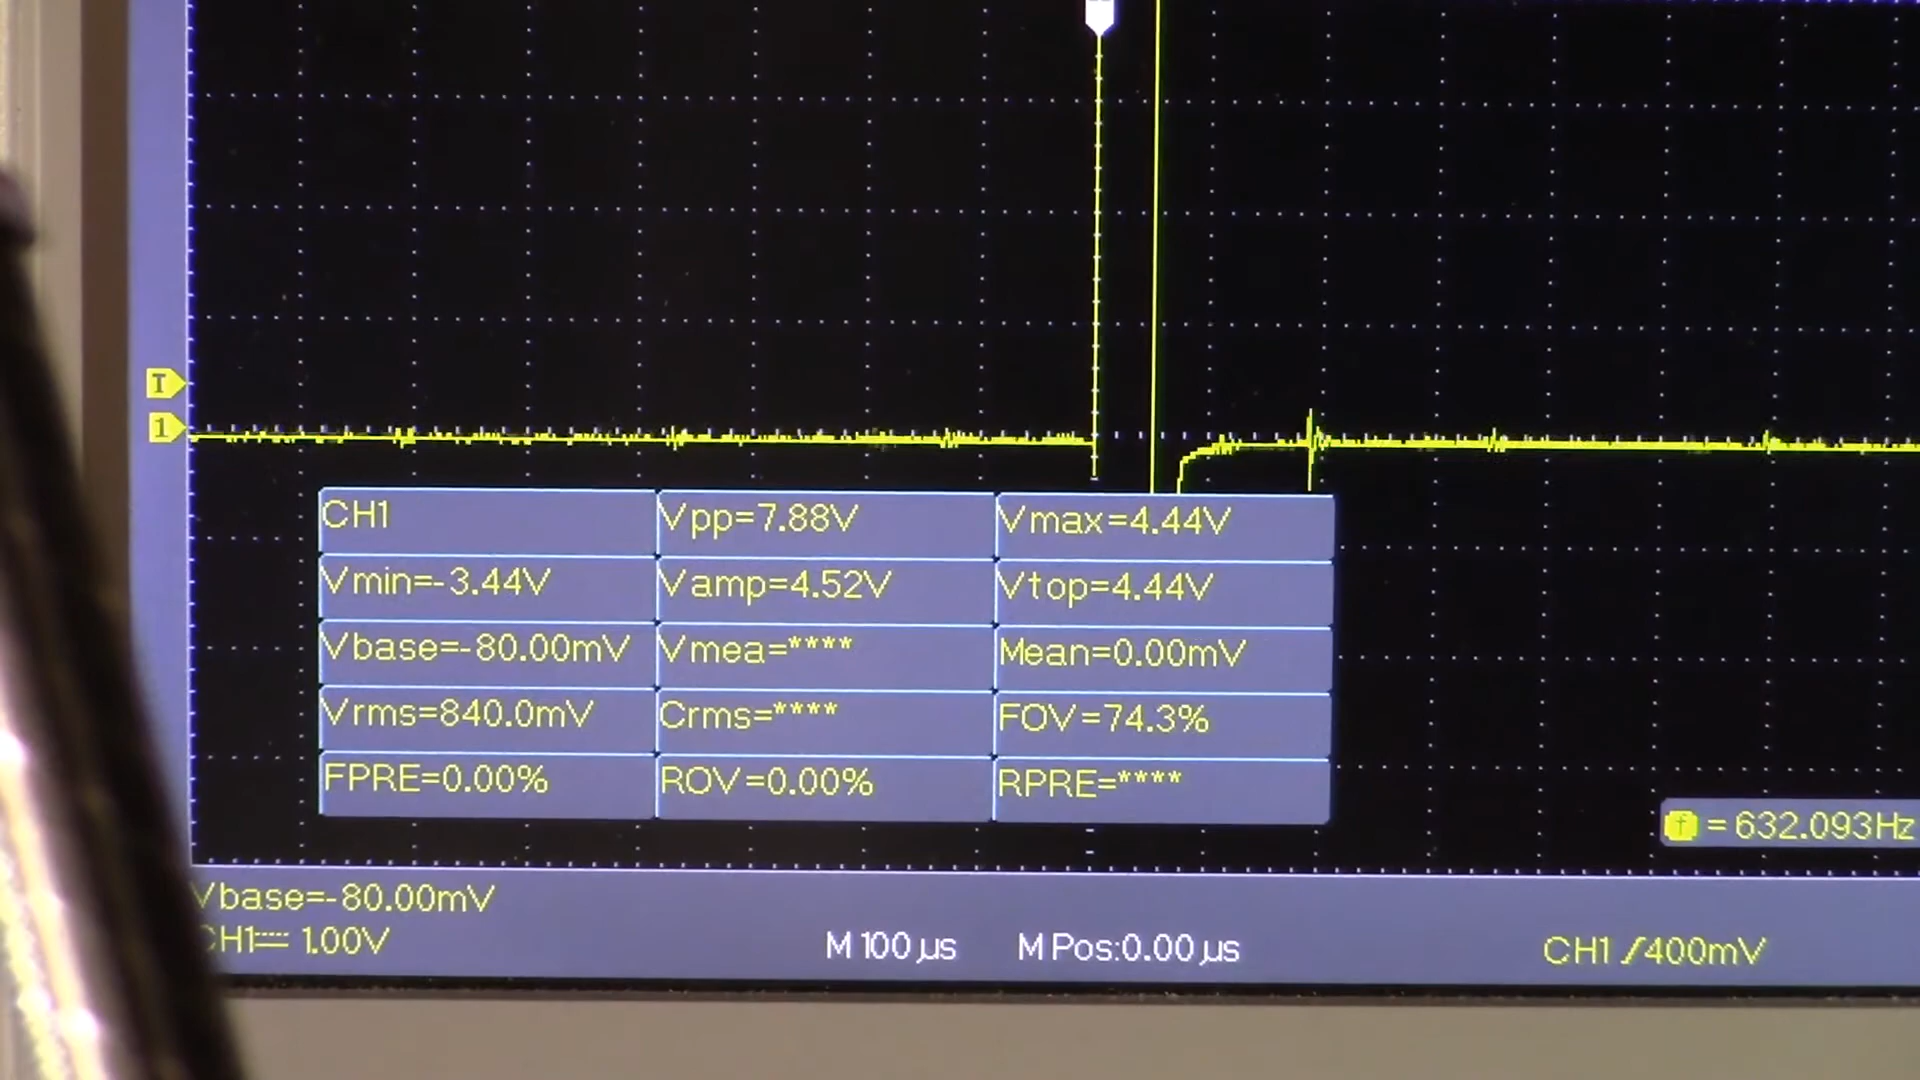 T
1
CH1 Vpp=7.88V Vmax=4.44V
Vmin=-3.44V Vamp=4.52V Vtop=4.44V
Vbase=-80.00mV Vmea=**** Mean=0.00mV
Vrms=840.0mV Crms=**** FOV=74.3%
FPRE=0.00% ROV=0.00% RPRE=****
f = 632.093Hz
Vbase=-80.00mV
CH1 1.00V M 100 µs M Pos:0.00 µs CH1 400mV